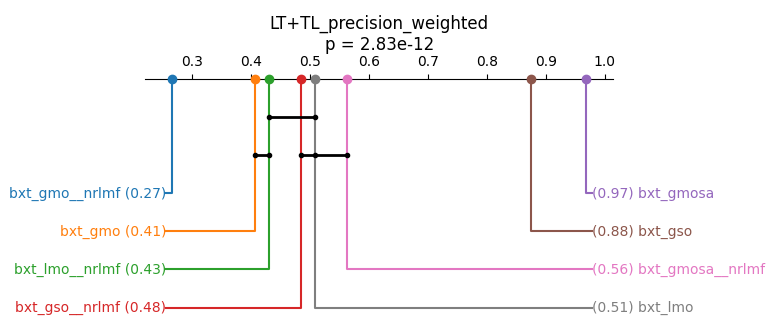 LT+TL_precision_weighted
p = 2.83e-12
0.3 0.4 0.5 0.6 0.7 0.8 0.9 1.0
bxt_gmo__nrlmf (0.27) (0.97) bxt_gmosa
bxt_gmo (0.41) (0.88) bxt_gso
bxt_lmo__nrlmf (0.43) (0.56) bxt_gmosa__nrlmf
bxt_gso__nrlmf (0.48) (0.51) bxt_lmo